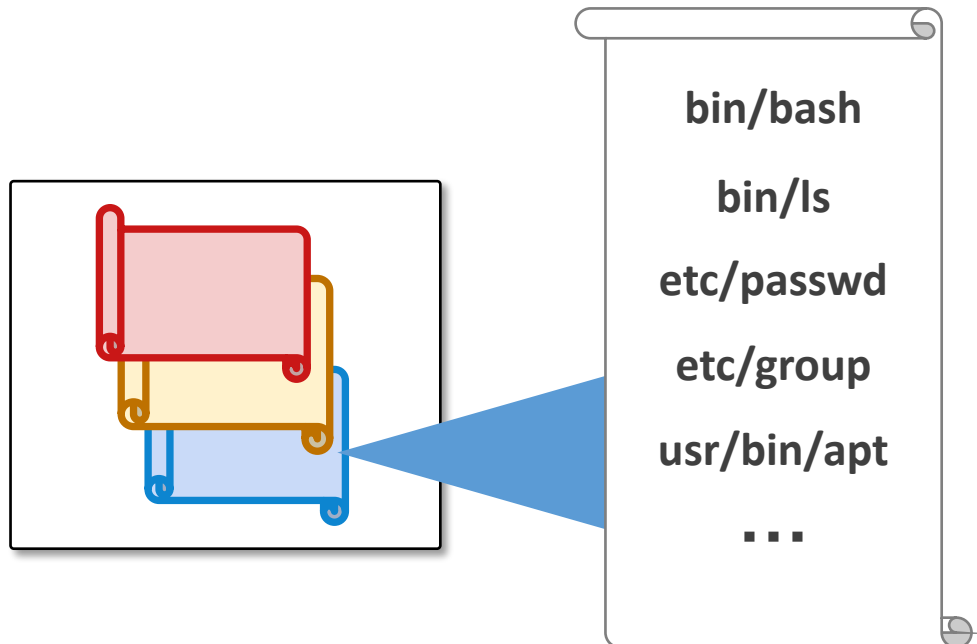 bin/bash
bin/ls
etc/passwd
etc/group
usr/bin/apt
...